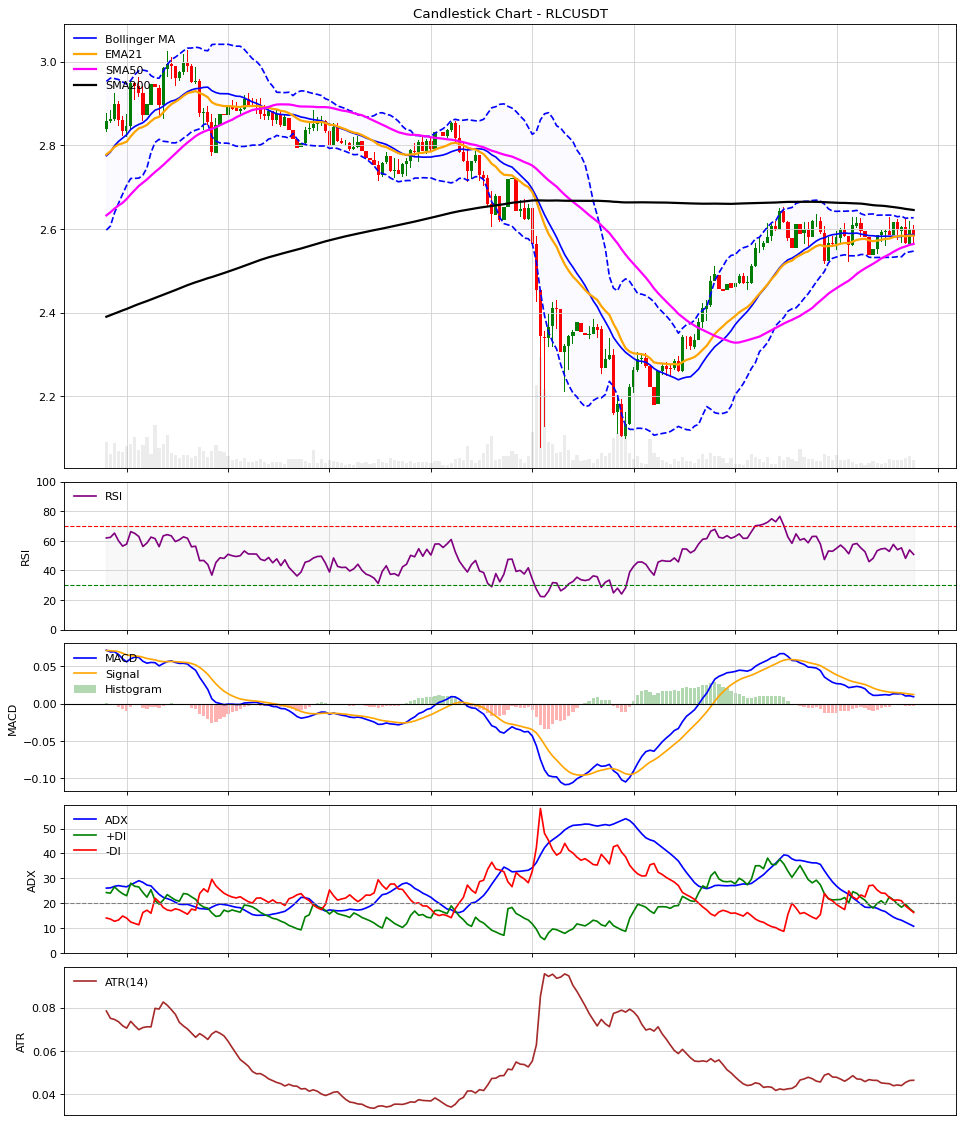 Candlestick Chart - RLCUSDT
Bollinger MA
EMA21
SMA50
SMA200
3.0
2.8
2.6
2.4
2.2
RSI
100
80
60
40
20
0
RSI
MACD
Signal
Histogram
0.05
0.00
−0.05
−0.10
MACD
ADX
+DI
-DI
50
40
30
20
10
0
ADX
ATR(14)
0.08
0.06
0.04
ATR